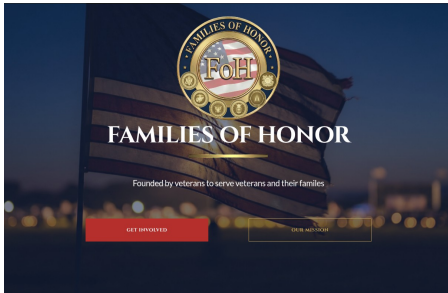 FAMILIES OF HONOR
FoH
FAMILIES OF HONOR
Founded by veterans to serve veterans and their familes
GET INVOLVED
OUR MISSION